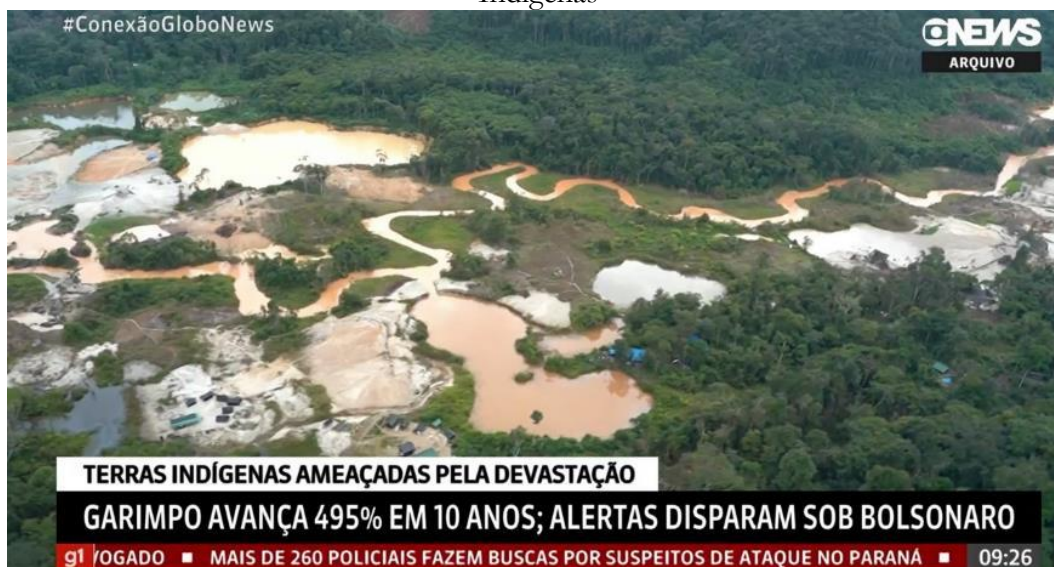 Indígenas
#ConexãoGloboNews
GNEWS
ARQUIVO
TERRAS INDÍGENAS AMEAÇADAS PELA DEVASTAÇÃO
GARIMPO AVANÇA 495% EM 10 ANOS; ALERTAS DISPARAM SOB BOLSONARO
g1 VOGADO ■ MAIS DE 260 POLICIAIS FAZEM BUSCAS POR SUSPEITOS DE ATAQUE NO PARANÁ ■ 09:26